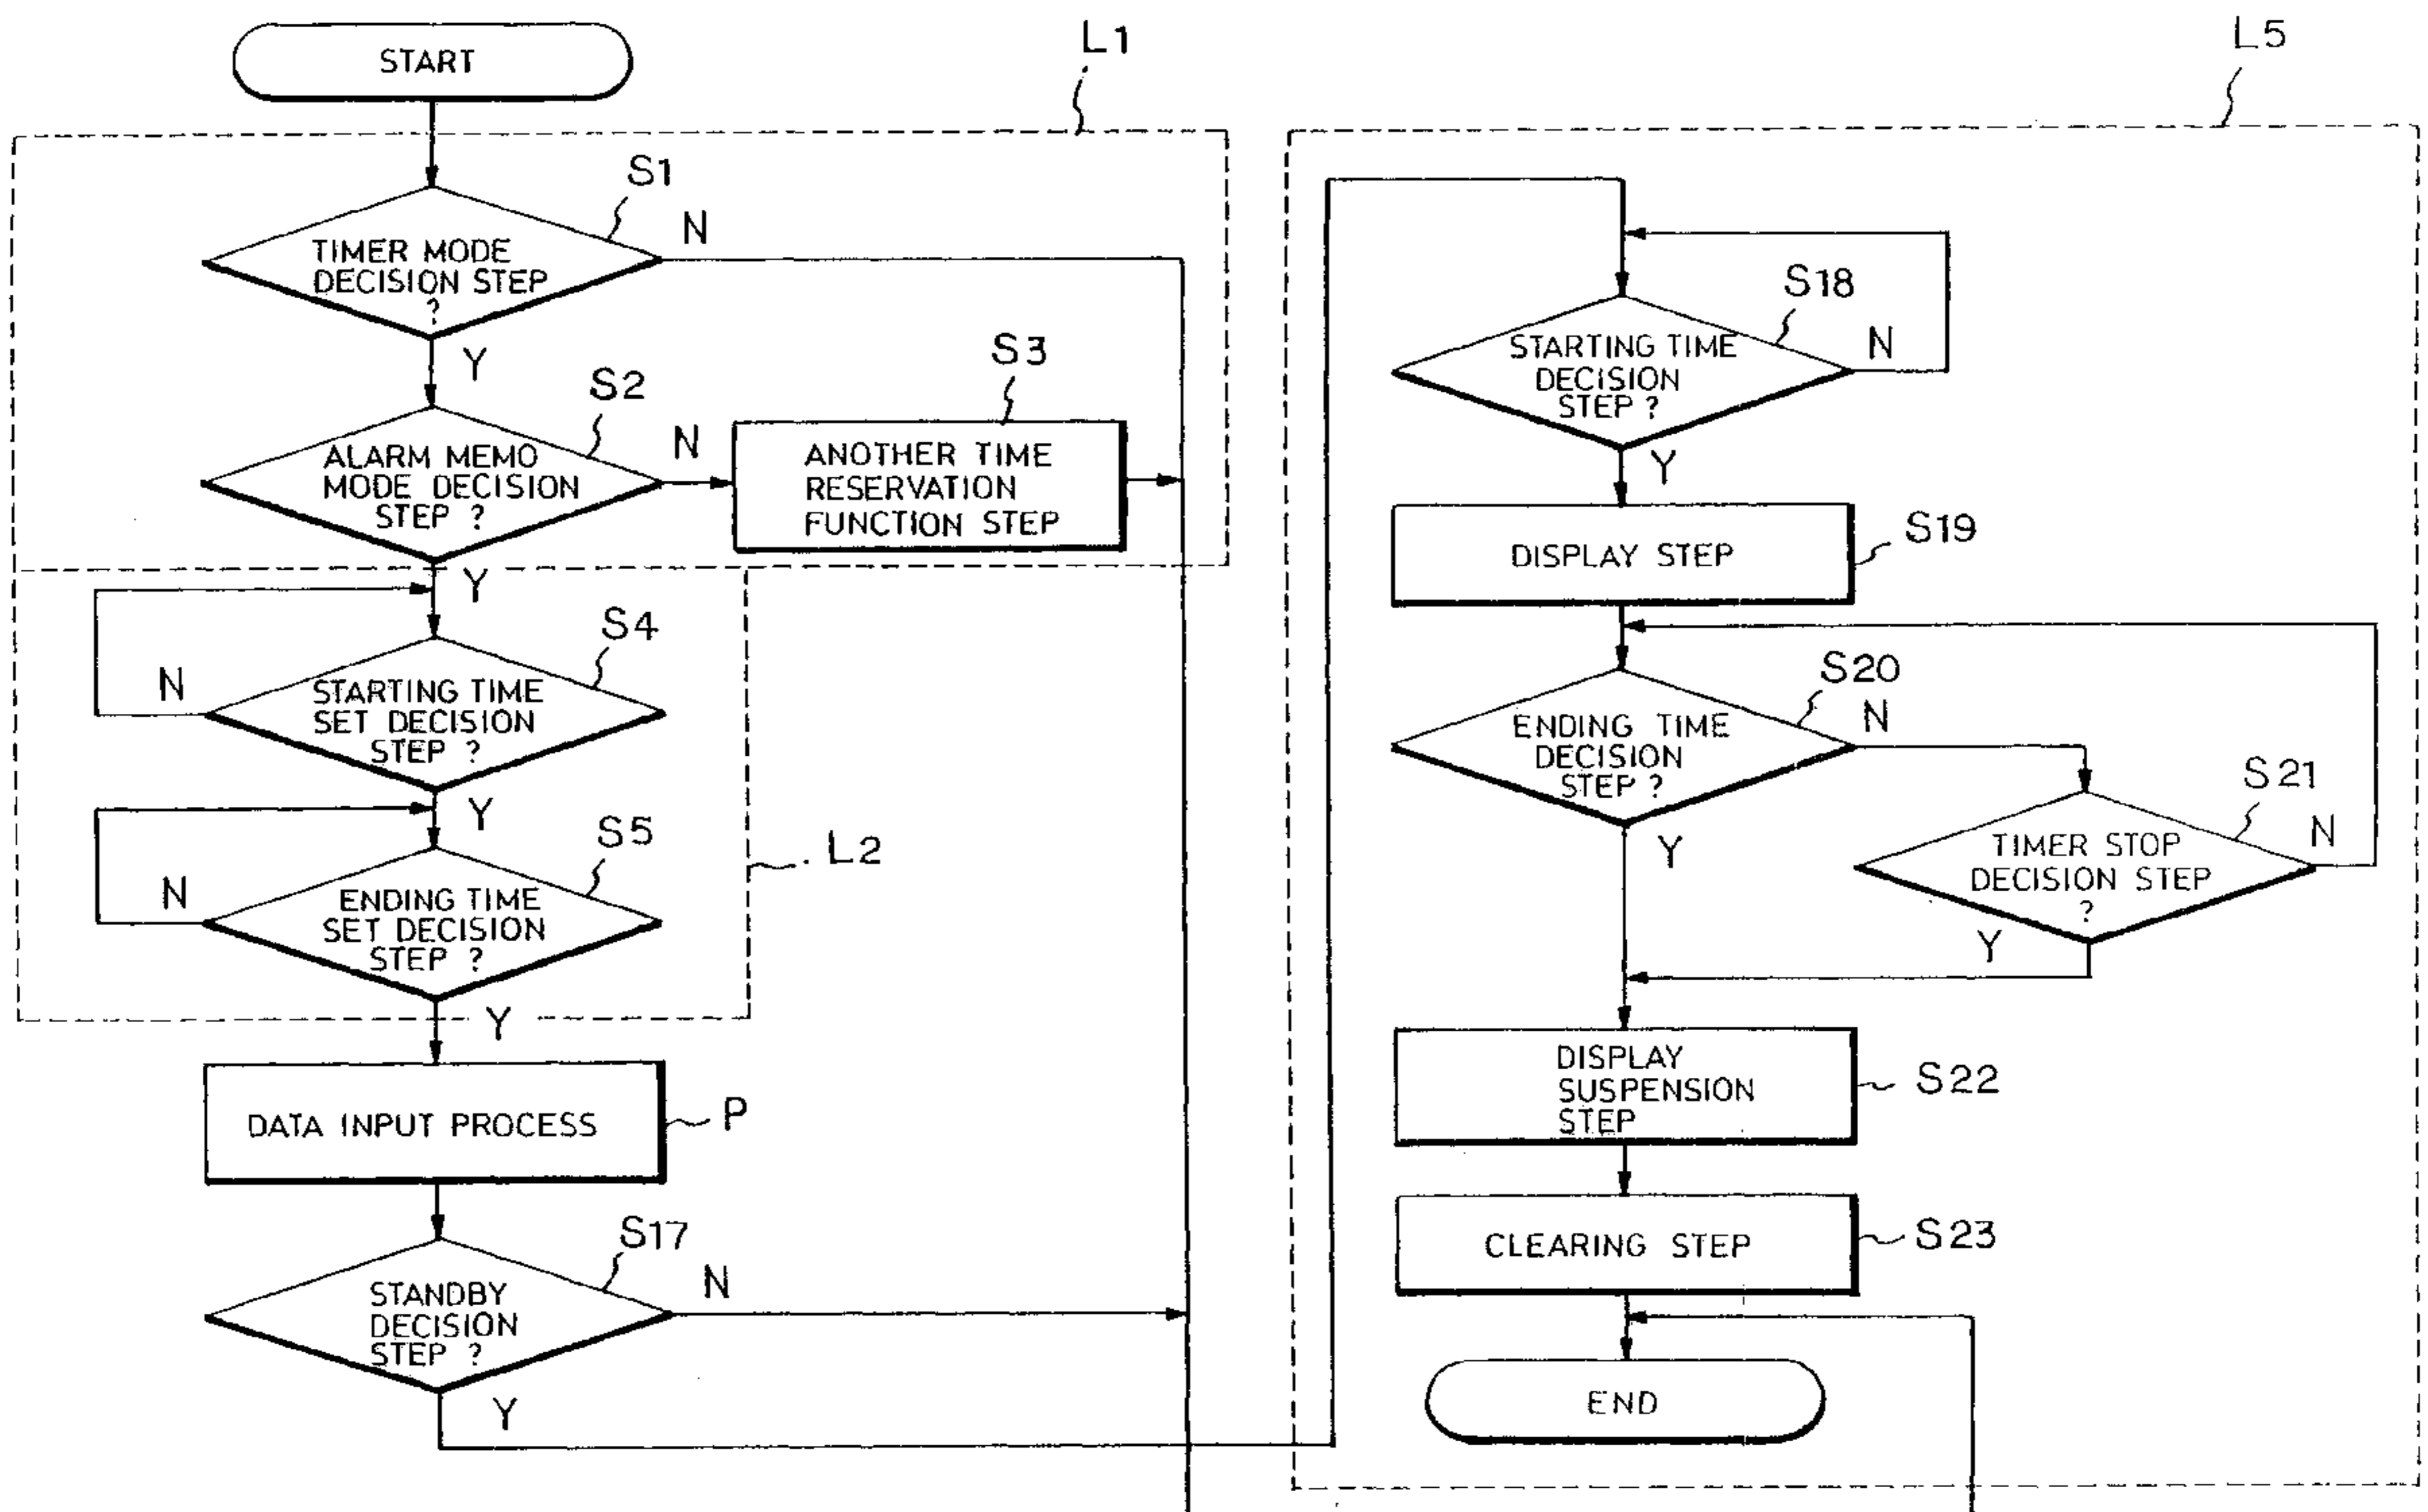 START
L1
S1
TIMER MODE
DECISION STEP
?
N
Y
S2
ALARM MEMO
MODE DECISION
STEP ?
N
S3
ANOTHER TIME
RESERVATION
FUNCTION STEP
Y
S4
STARTING TIME
SET DECISION
STEP ?
N
Y
S5
ENDING TIME
SET DECISION
STEP ?
N
L2
Y
DATA INPUT PROCESS
P
S17
STANDBY
DECISION
STEP ?
N
Y
L5
S18
STARTING TIME
DECISION
STEP ?
N
Y
DISPLAY STEP
S19
S20
ENDING TIME
DECISION
STEP ?
N
Y
S21
TIMER STOP
DECISION STEP
?
N
Y
DISPLAY
SUSPENSION
STEP
S22
CLEARING STEP
S23
END